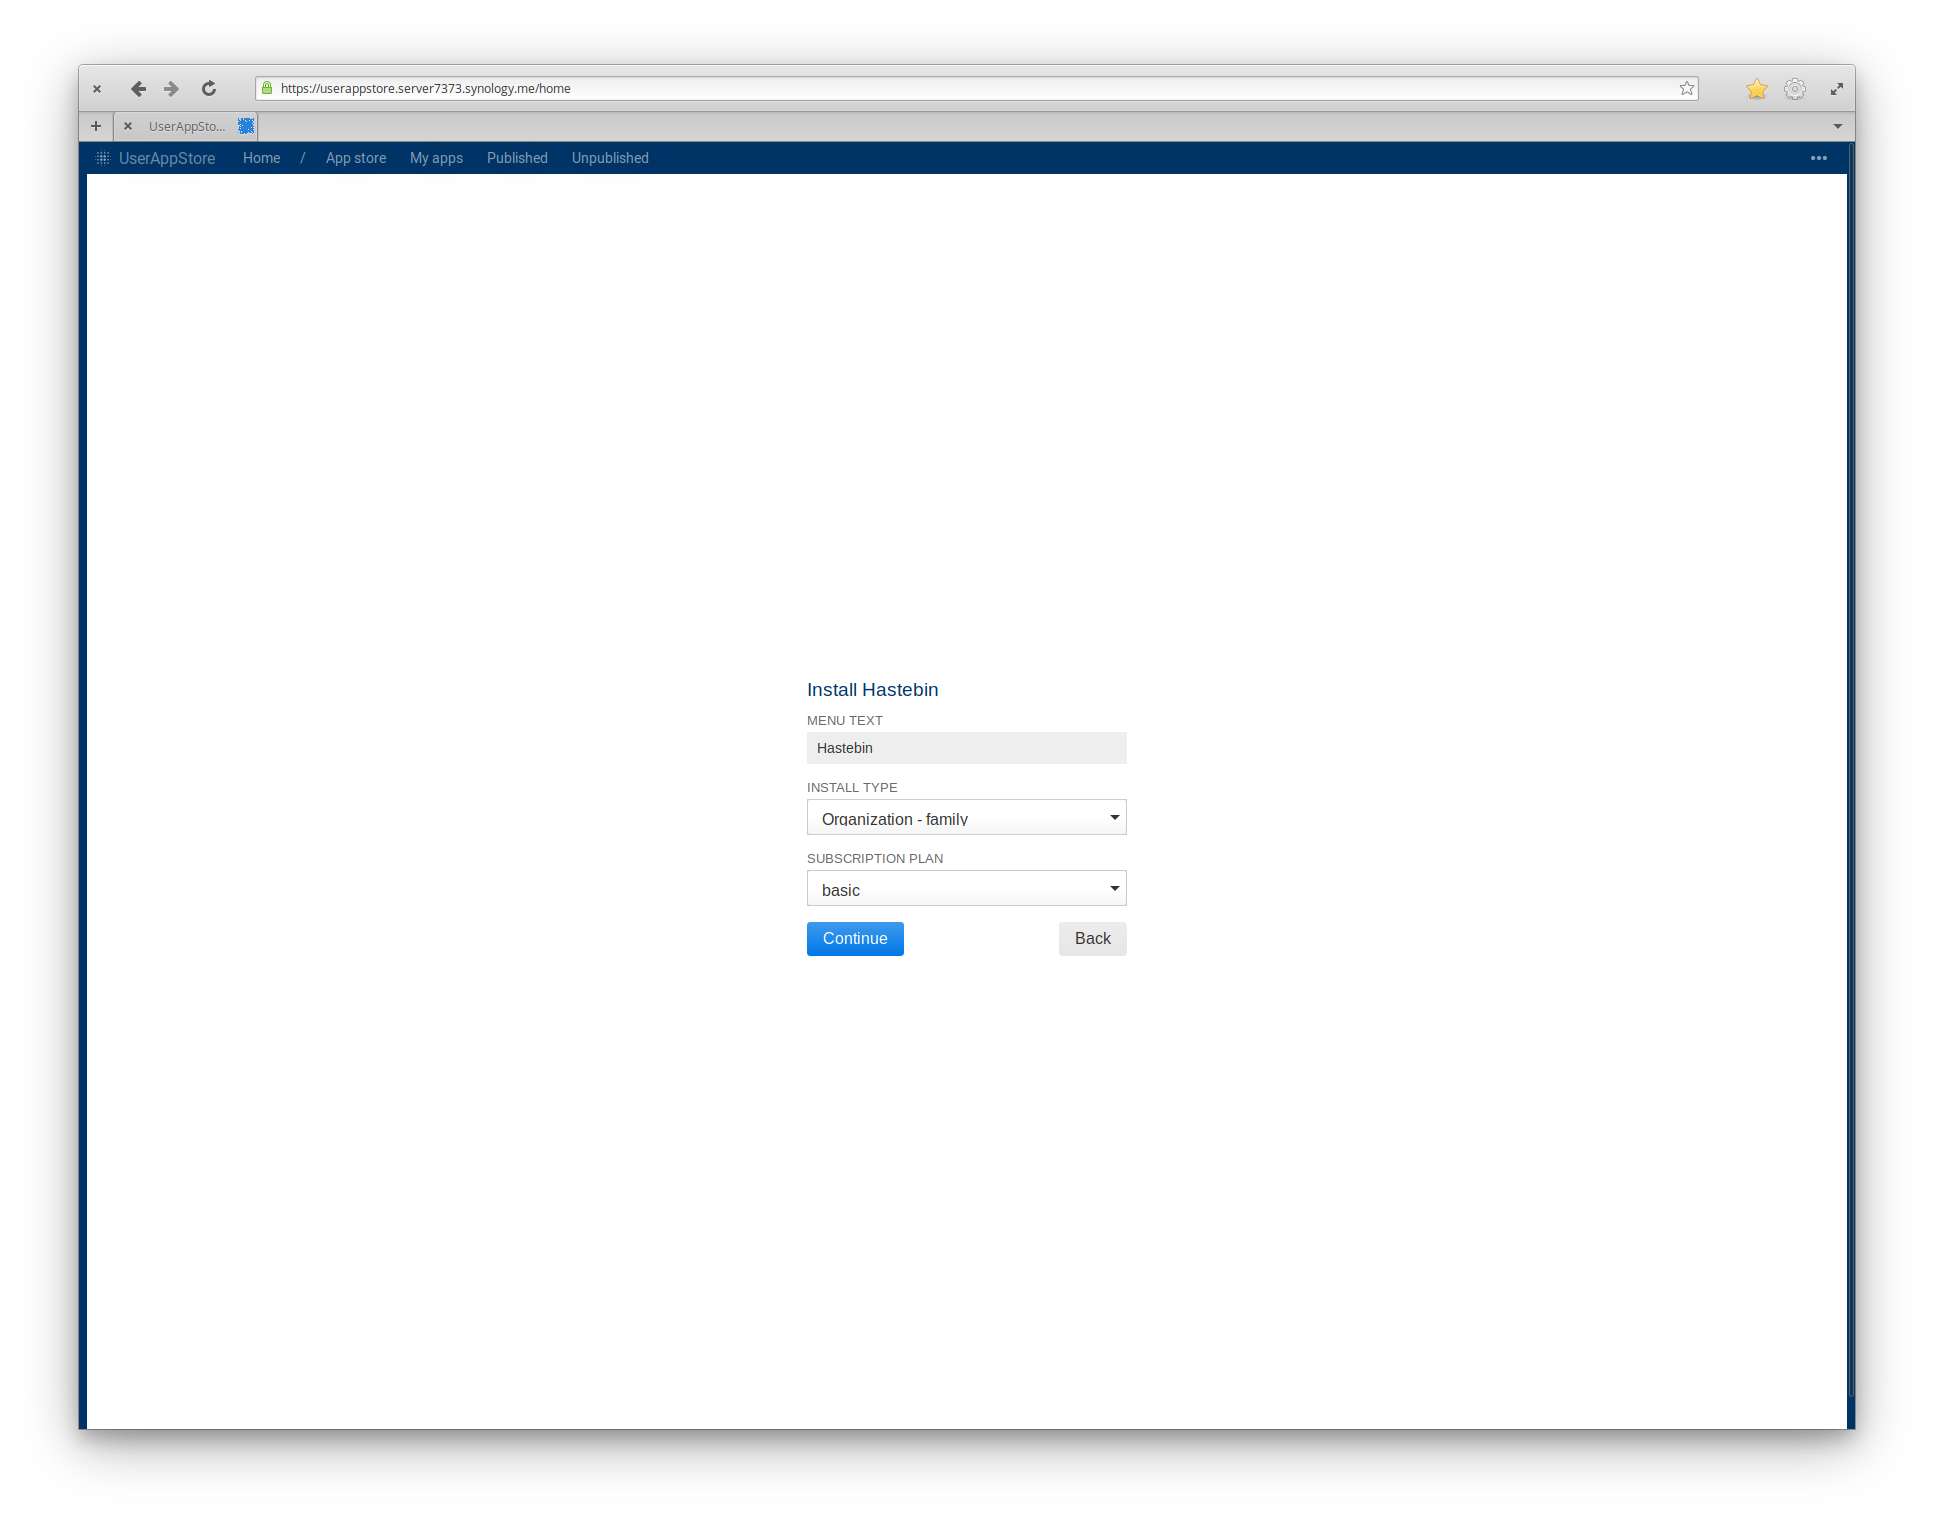 https://userappstore.server7373.synology.me/home
UserAppSto...
UserAppStore Home / App store My apps Published Unpublished
Install Hastebin
MENU TEXT
Hastebin
INSTALL TYPE
Organization - family
SUBSCRIPTION PLAN
basic
Continue Back